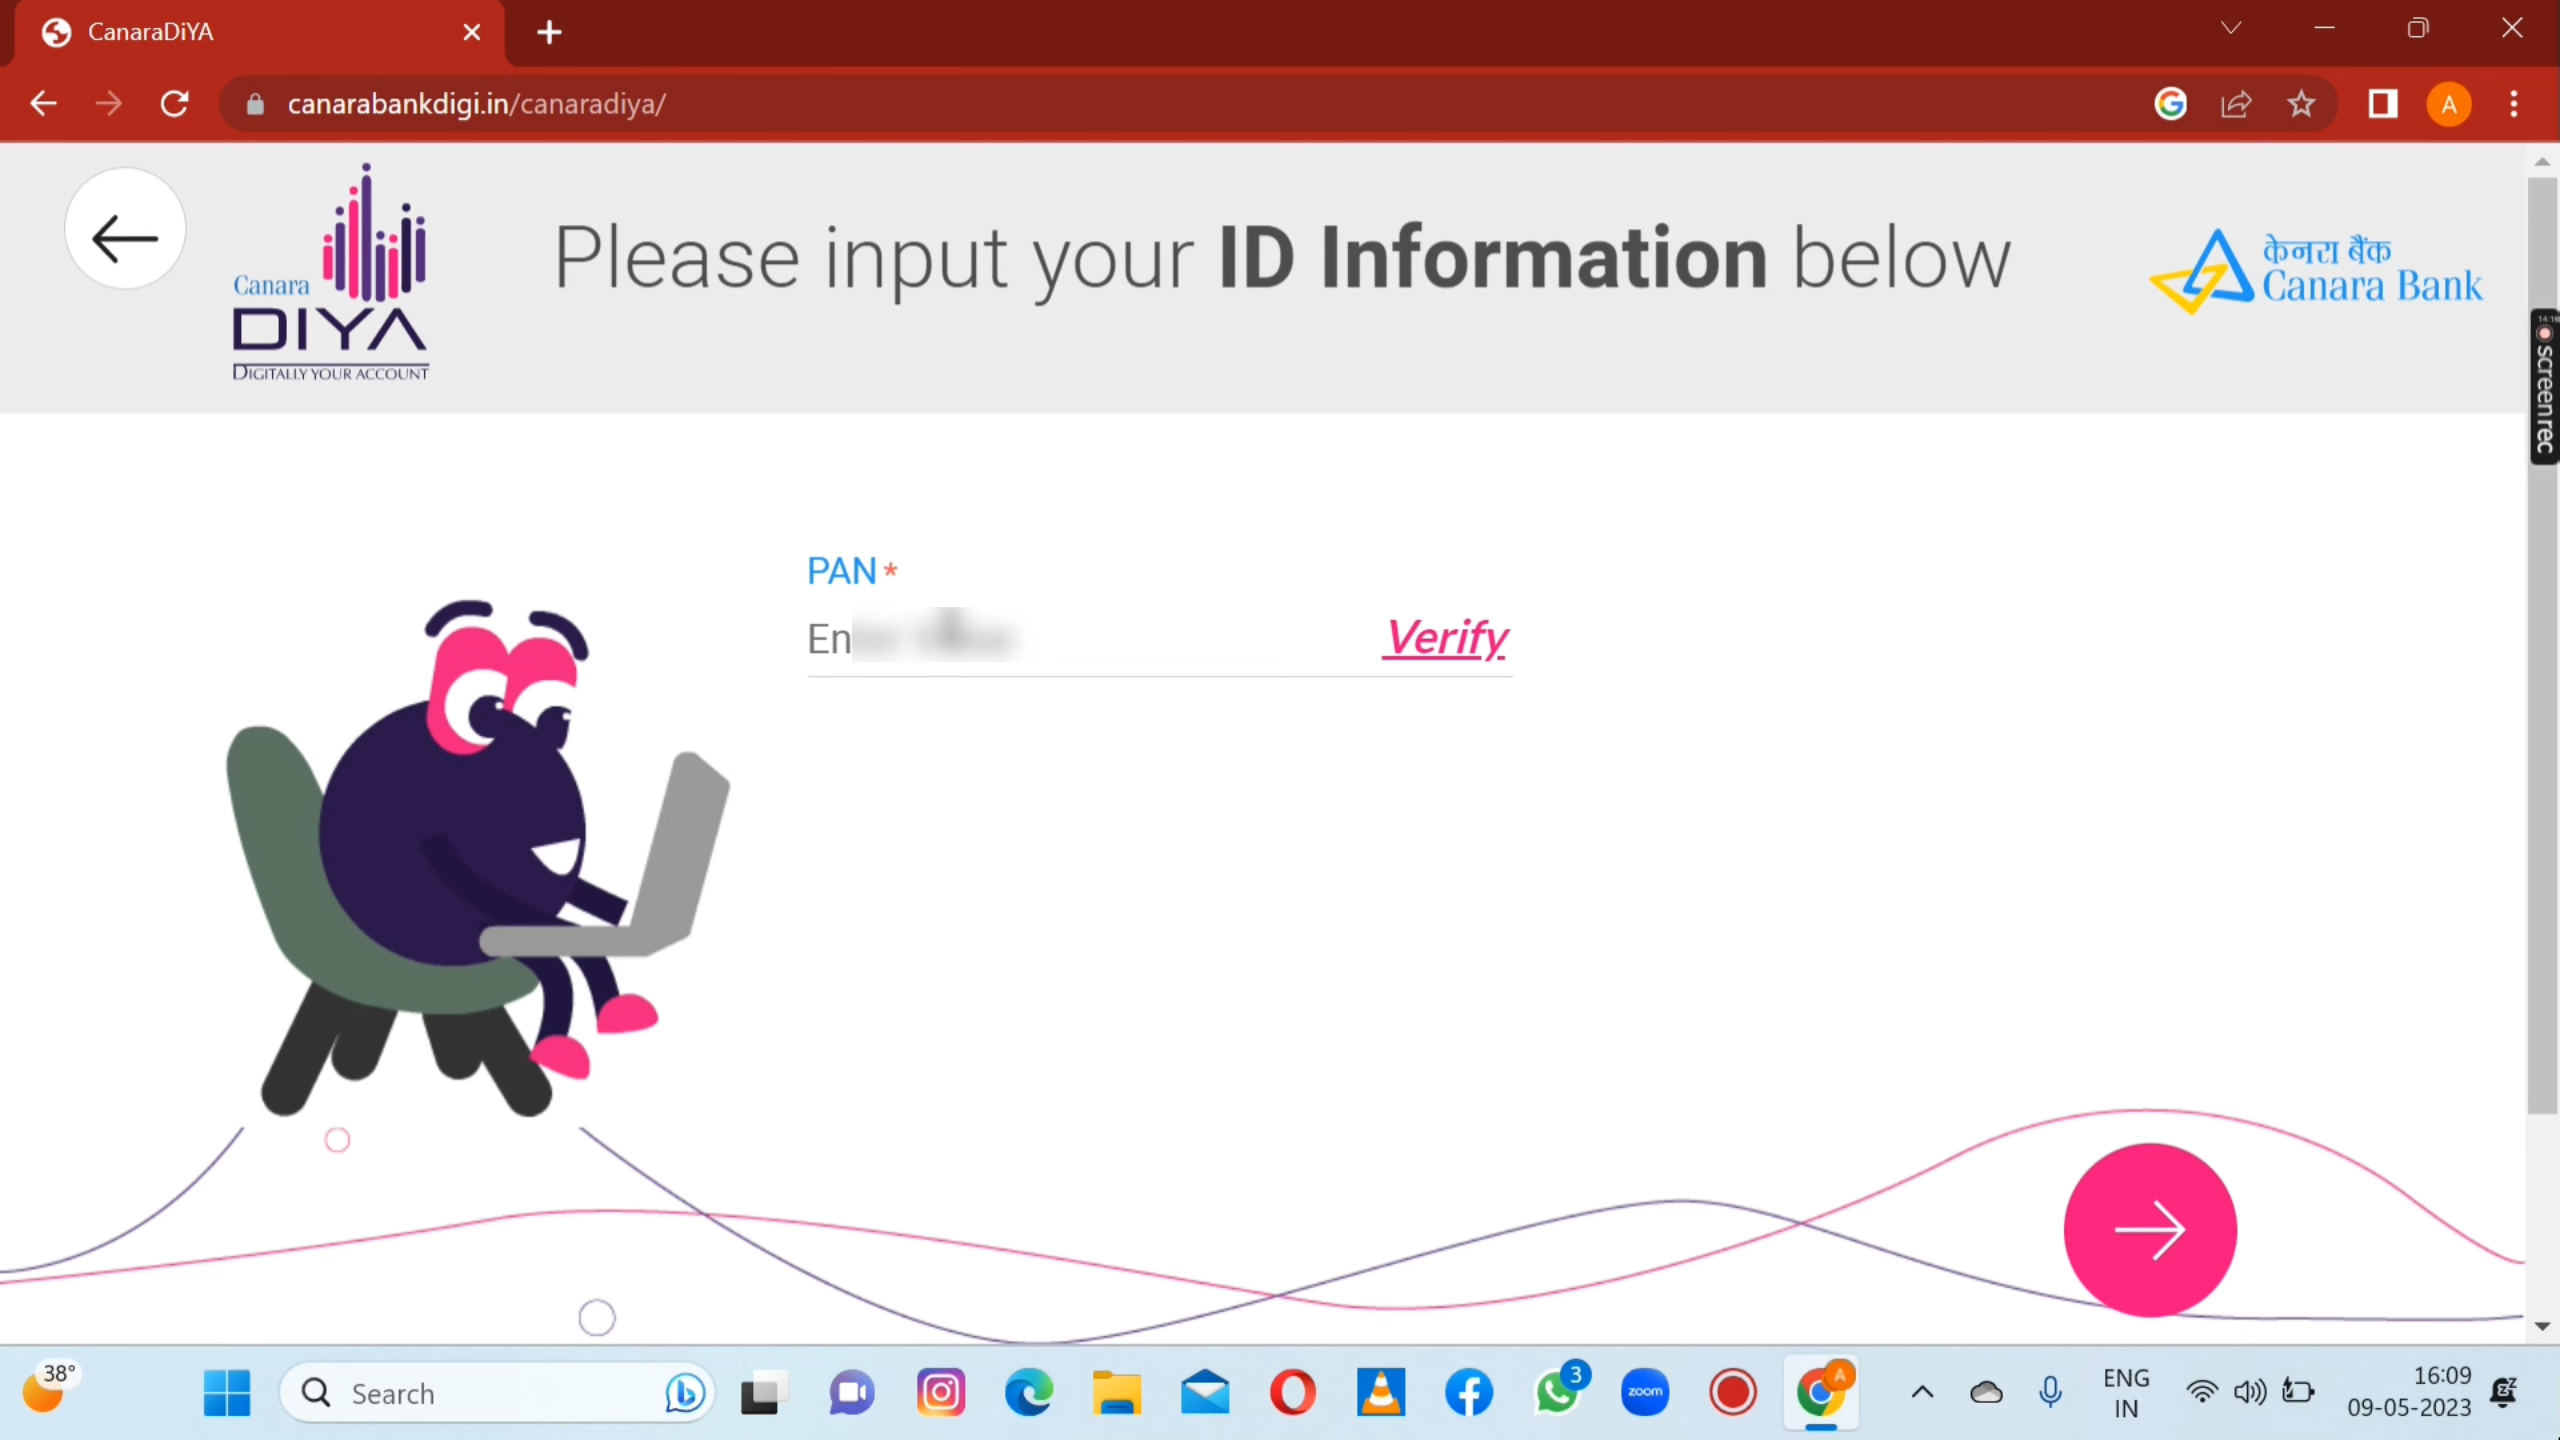 CanaraDiYA
canarabankdigi.in/canaradiya/
A
Canara
DIYA
DIGITALLY YOUR ACCOUNT
Please input your ID Information below
केनरा बैंक
Canara Bank
screenrec
PAN *
Verify
38°
Search
3
zoom
A
ENG
IN
16:09
09-05-2023